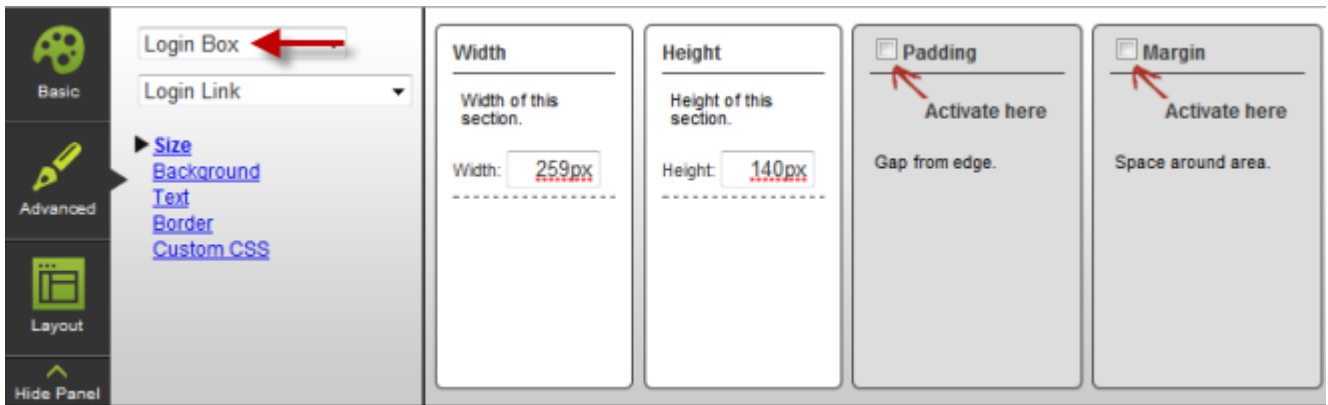 Basic
Advanced
Layout
Hide Panel
Login Box
Login Link
Size
Background
Text
Border
Custom CSS
Width
Width of this
section.
Width: 259px
Height
Height of this
section.
Height: 140px
Padding
Activate here
Gap from edge.
Margin
Activate here
Space around area.